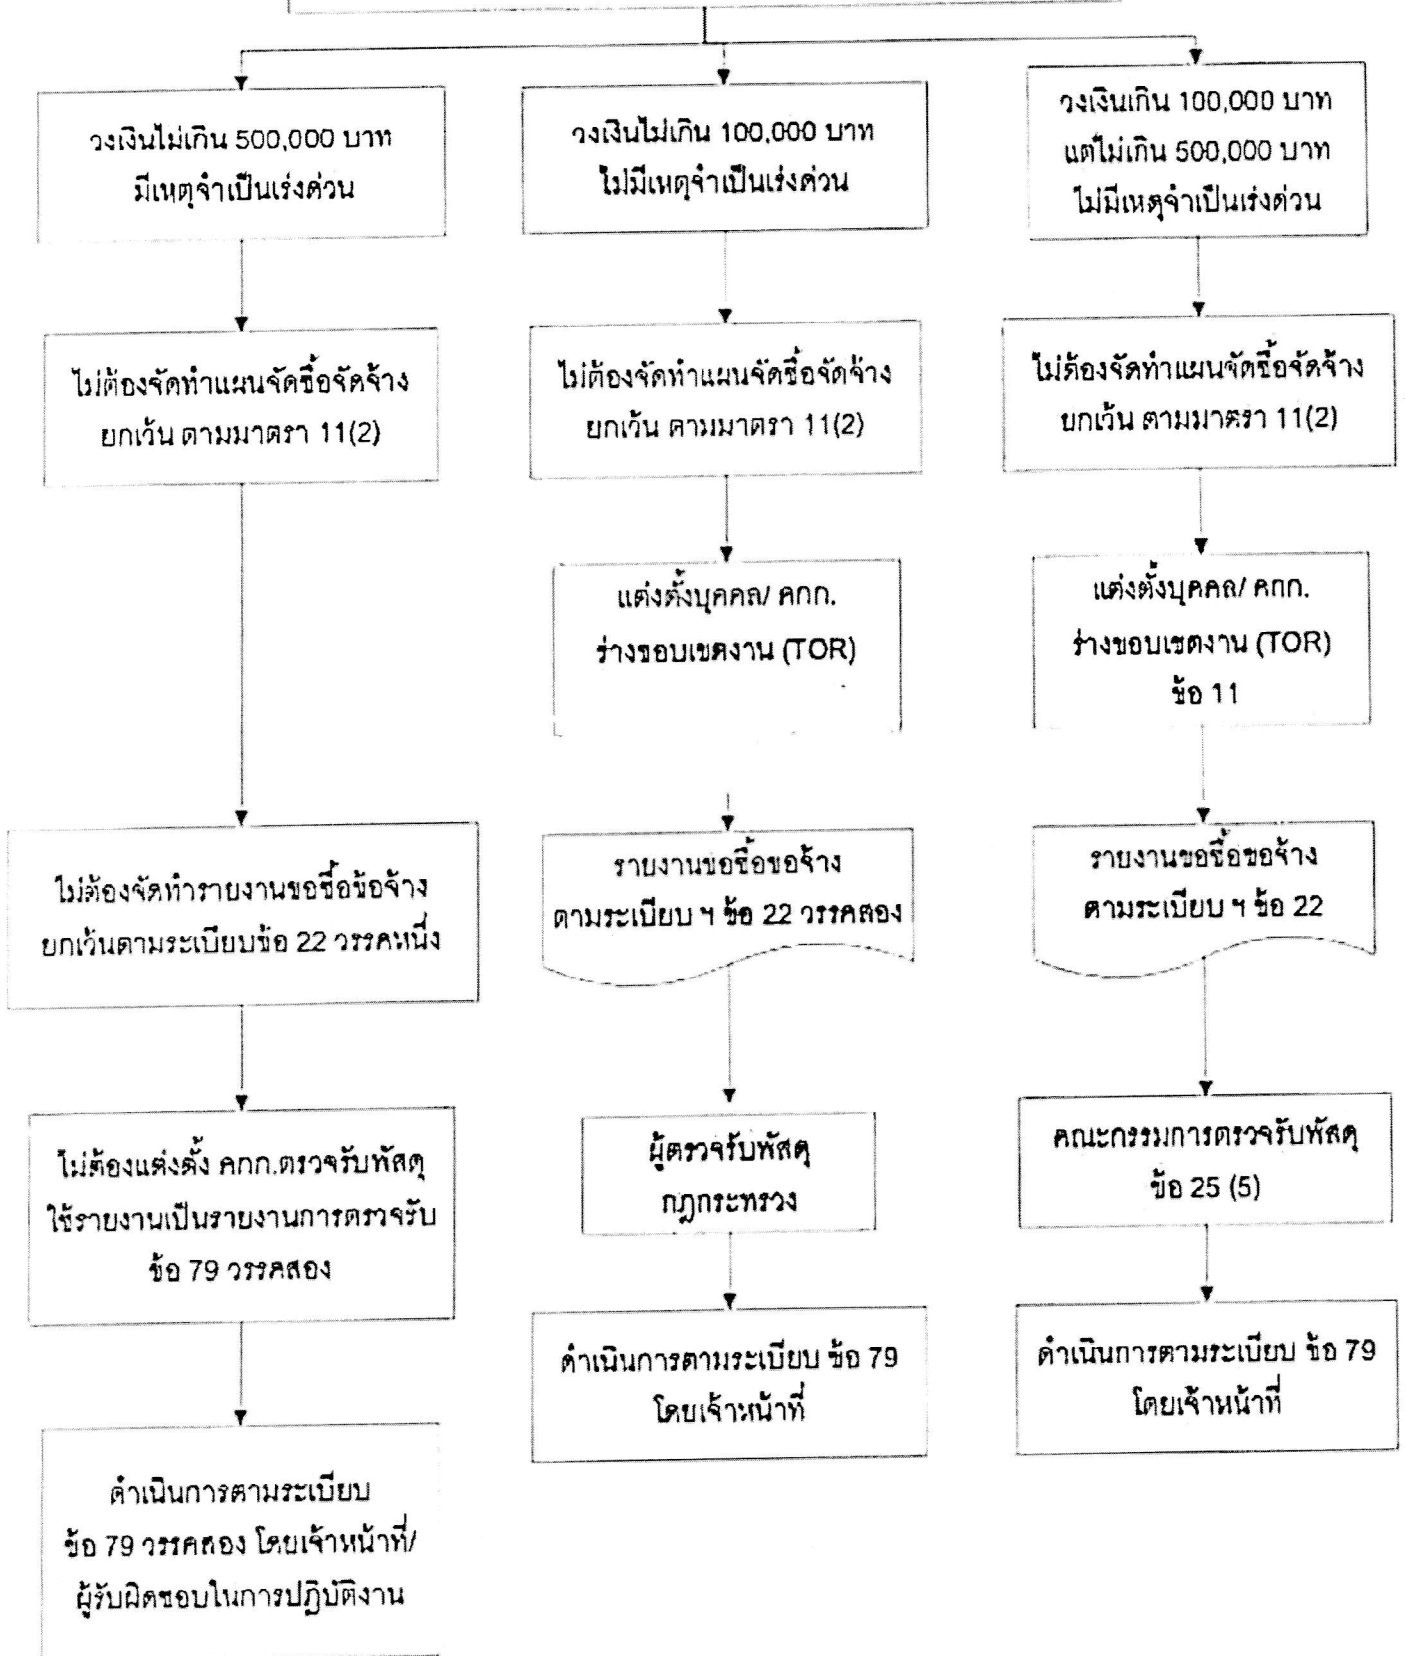 วงเงินไม่เกิน 500,000 บาท
มีเหตุจำเป็นเร่งด่วน
ไม่ต้องจัดทำแผนจัดซื้อจัดจ้าง
ยกเว้น ตามมาตรา 11(2)
ไม่ต้องจัดทำรายงานขอซื้อข้อจ้าง
ยกเว้นตามระเบียบข้อ 22 วรรคหนึ่ง
ไม่ต้องแต่งตั้ง คกก.ตรวจรับพัสดุ
ใช้รายงานเป็นรายงานการตรวจรับ
ข้อ 79 วรรคสอง
ดำเนินการตามระเบียบ
ข้อ 79 วรรคสอง โดยเจ้าหน้าที่/
ผู้รับผิดชอบในการปฏิบัติงาน
วงเงินไม่เกิน 100,000 บาท
ไม่มีเหตุจำเป็นเร่งด่วน
ไม่ต้องจัดทำแผนจัดซื้อจัดจ้าง
ยกเว้น ตามมาตรา 11(2)
แต่งตั้งบุคคล/ คกก.
ร่างขอบเขตงาน (TOR)
รายงานขอซื้อขอจ้าง
ตามระเบียบ ฯ ข้อ 22 วรรคสอง
ผู้ตรวจรับพัสดุ
กฎกระทรวง
ดำเนินการตามระเบียบ ข้อ 79
โดยเจ้าหน้าที่
วงเงินเกิน 100,000 บาท
แต่ไม่เกิน 500,000 บาท
ไม่มีเหตุจำเป็นเร่งด่วน
ไม่ต้องจัดทำแผนจัดซื้อจัดจ้าง
ยกเว้น ตามมาตรา 11(2)
แต่งตั้งบุคคล/ คกก.
ร่างขอบเขตงาน (TOR)
ข้อ 11
รายงานขอซื้อขอจ้าง
ตามระเบียบ ฯ ข้อ 22
คณะกรรมการตรวจรับพัสดุ
ข้อ 25 (5)
ดำเนินการตามระเบียบ ข้อ 79
โดยเจ้าหน้าที่